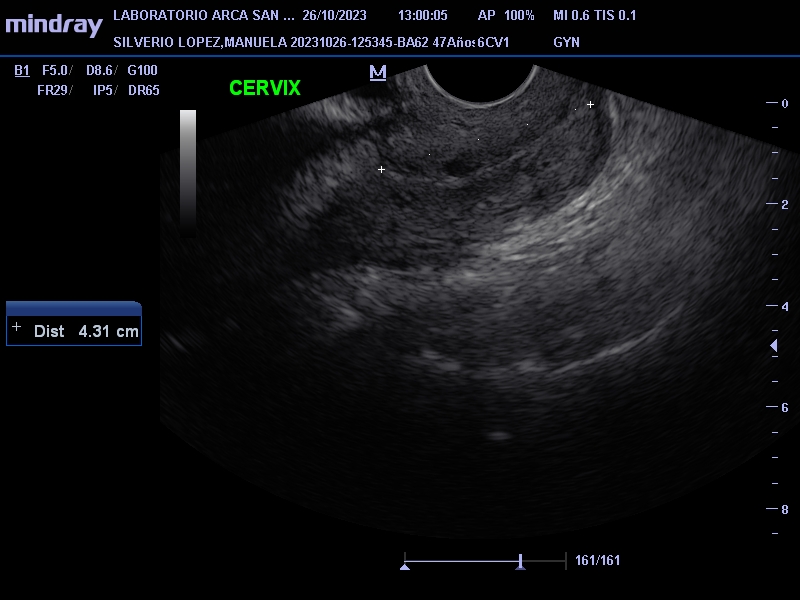 mindray
LABORATORIO ARCA SAN ... 26/10/2023 13:00:05 AP 100% MI 0.6 TIS 0.1
SILVERIO LOPEZ,MANUELA 20231026-125345-BA62 47Años 6CV1 GYN
B1 F5.0/ D8.6/ G100
FR29/ IP5/ DR65
CERVIX
M
0
2
4
6
8
+ Dist 4.31 cm
161/161